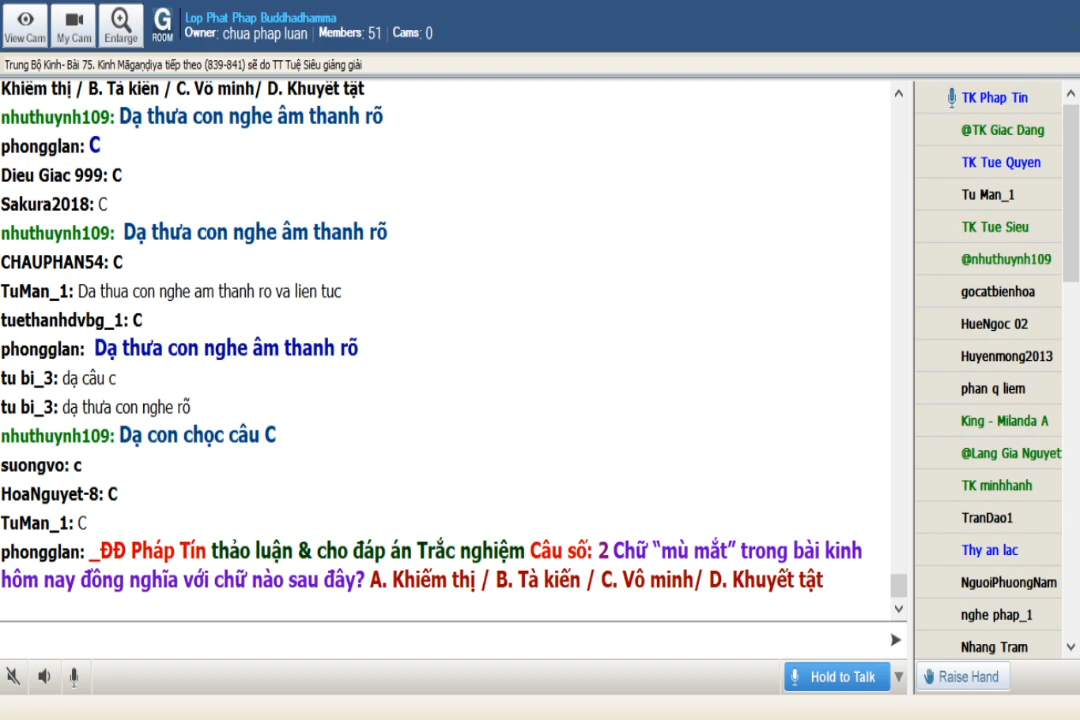 View Cam
My Cam
Enlarge
G ROOM
Lop Phat Phap Buddhadhamma
Owner: chua phap luan | Members: 51 | Cams: 0
Trung Bộ Kinh- Bài 75. Kinh Māgaṇḍiya tiếp theo (839-841) sẽ do TT Tuệ Siêu giảng giải
Khiếm thị / B. Tà kiến / C. Vô minh/ D. Khuyết tật
nhuthuynh109: Dạ thưa con nghe âm thanh rõ
phongglan: C
Dieu Giac 999: C
Sakura2018: C
nhuthuynh109: Dạ thưa con nghe âm thanh rõ
CHAUPHAN54: C
TuMan_1: Da thua con nghe am thanh ro va lien tuc
tuethanhdvbg_1: C
phongglan: Dạ thưa con nghe âm thanh rõ
tu bi_3: dạ câu c
tu bi_3: dạ thưa con nghe rõ
nhuthuynh109: Dạ con chọc câu C
suongvo: c
HoaNguyet-8: C
TuMan_1: C
phongglan: _ĐĐ Pháp Tín thảo luận & cho đáp án Trắc nghiệm Câu số: 2 Chữ “mù mắt” trong bài kinh
hôm nay đồng nghĩa với chữ nào sau đây? A. Khiếm thị / B. Tà kiến / C. Vô minh/ D. Khuyết tật
TK Phap Tin
@TK Giac Dang
TK Tue Quyen
Tu Man_1
TK Tue Sieu
@nhuthuynh109
gocatbienhoa
HueNgoc 02
Huyenmong2013
phan q liem
King - Milanda A
@Lang Gia Nguyet
TK minhhanh
TranDao1
Thy an lac
NguoiPhuongNam
nghe phap_1
Nhang Tram
Hold to Talk
Raise Hand